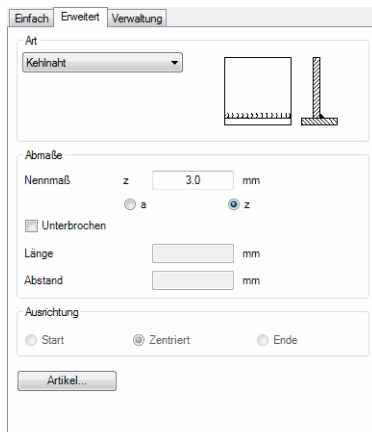 Einfach Erweitert Verwaltung
Art
Kehlnaht
Abmaße
Nennmaß z 3.0 mm
a z
Unterbrochen
Länge mm
Abstand mm
Ausrichtung
Start Zentriert Ende
Artikel...